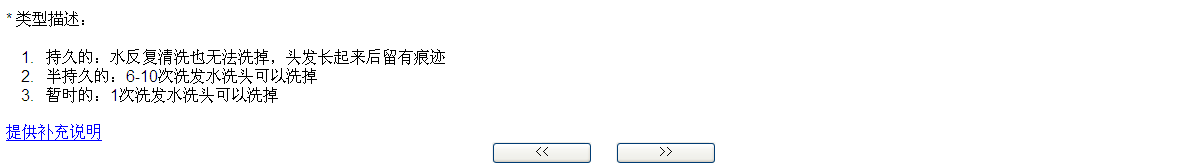 * 类型描述：
1. 持久的：水反复清洗也无法洗掉，头发长起来后留有痕迹
2. 半持久的：6-10次洗发水洗头可以洗掉
3. 暂时的：1次洗发水洗头可以洗掉
提供补充说明
<< >>